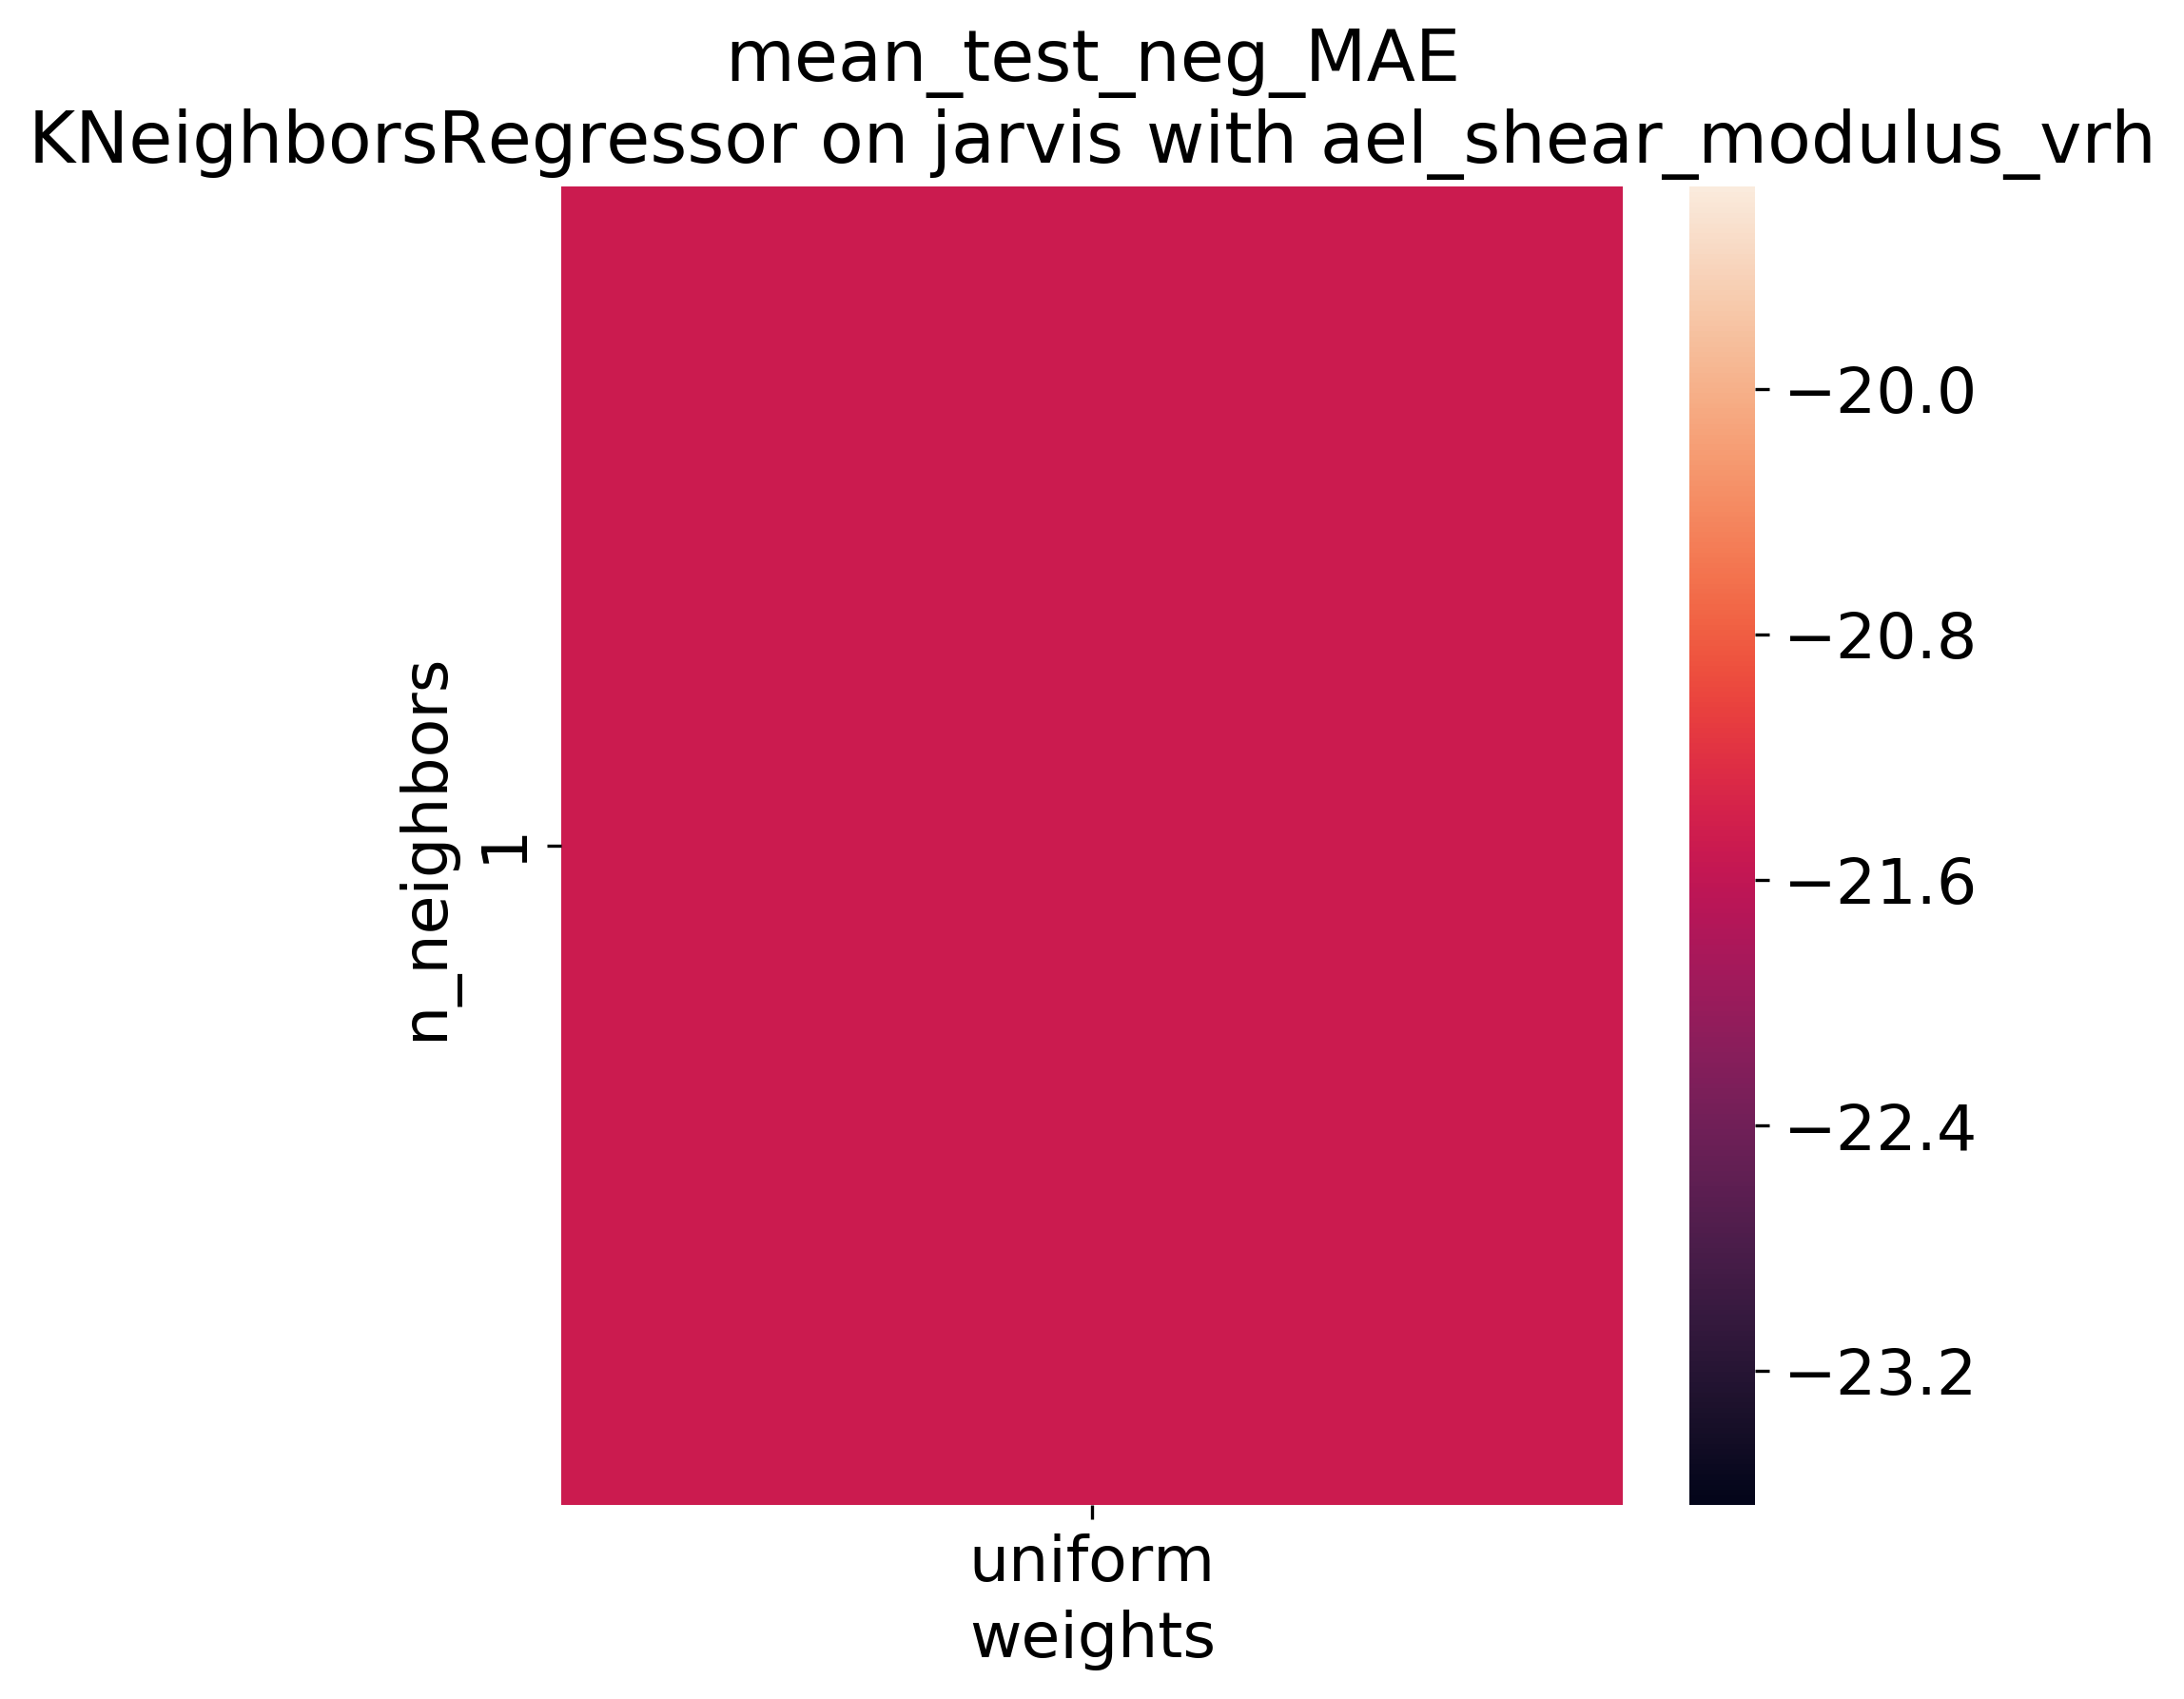 mean_test_neg_MAE
KNeighborsRegressor on jarvis with ael_shear_modulus_vrh
n_neighbors
1
uniform
weights
−20.0
−20.8
−21.6
−22.4
−23.2